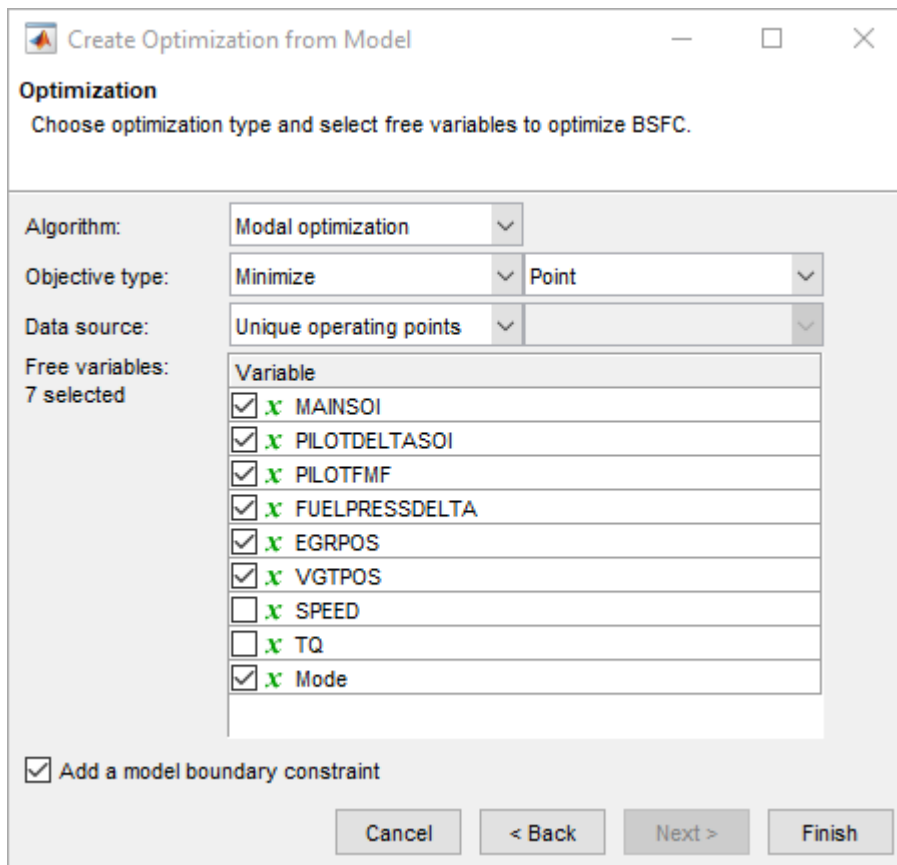 Create Optimization from Model
Optimization
Choose optimization type and select free variables to optimize BSFC.
Algorithm: Modal optimization
Objective type: Minimize Point
Data source: Unique operating points
Free variables: Variable
7 selected
x MAINSOI
x PILOTDELTASOI
x PILOTFMF
x FUELPRESSDELTA
x EGRPOS
x VGTPOS
x SPEED
x TQ
x Mode
Add a model boundary constraint
Cancel < Back Next > Finish